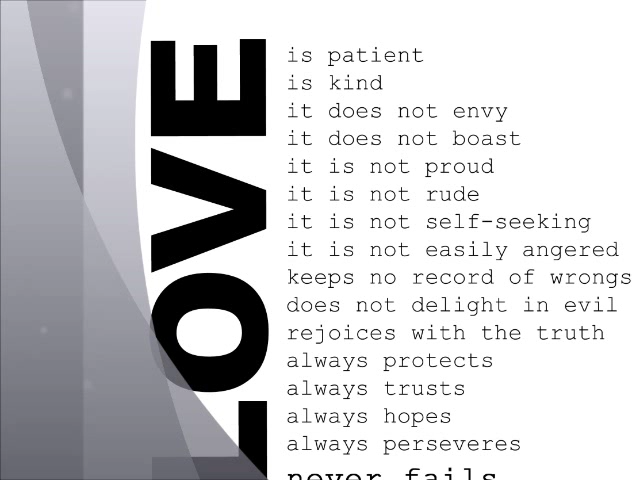 LOVE
is patient
is kind
it does not envy
it does not boast
it is not proud
it is not rude
it is not self-seeking
it is not easily angered
keeps no record of wrongs
does not delight in evil
rejoices with the truth
always protects
always trusts
always hopes
always perseveres
never fails